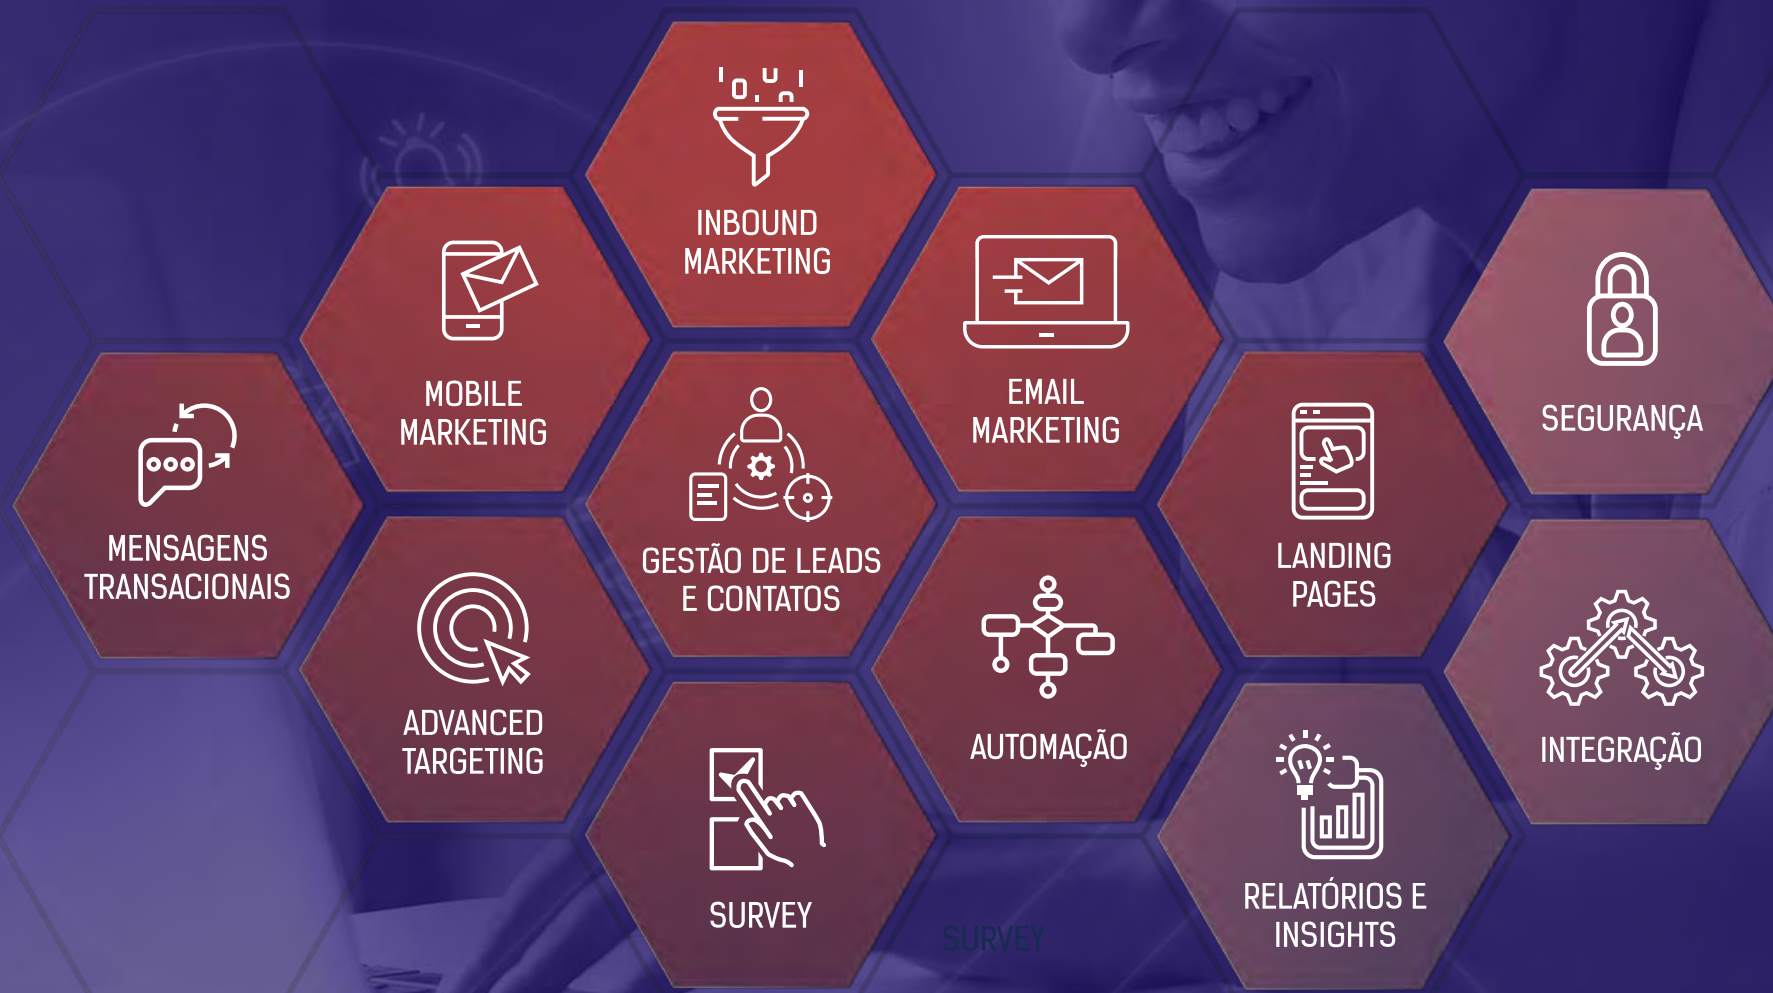 INBOUND
MARKETING
MOBILE
MARKETING
EMAIL
MARKETING
SEGURANÇA
MENSAGENS
TRANSACIONAIS
GESTÃO DE LEADS
E CONTATOS
LANDING
PAGES
ADVANCED
TARGETING
AUTOMAÇÃO
INTEGRAÇÃO
SURVEY
RELATÓRIOS E
INSIGHTS
SURVEY